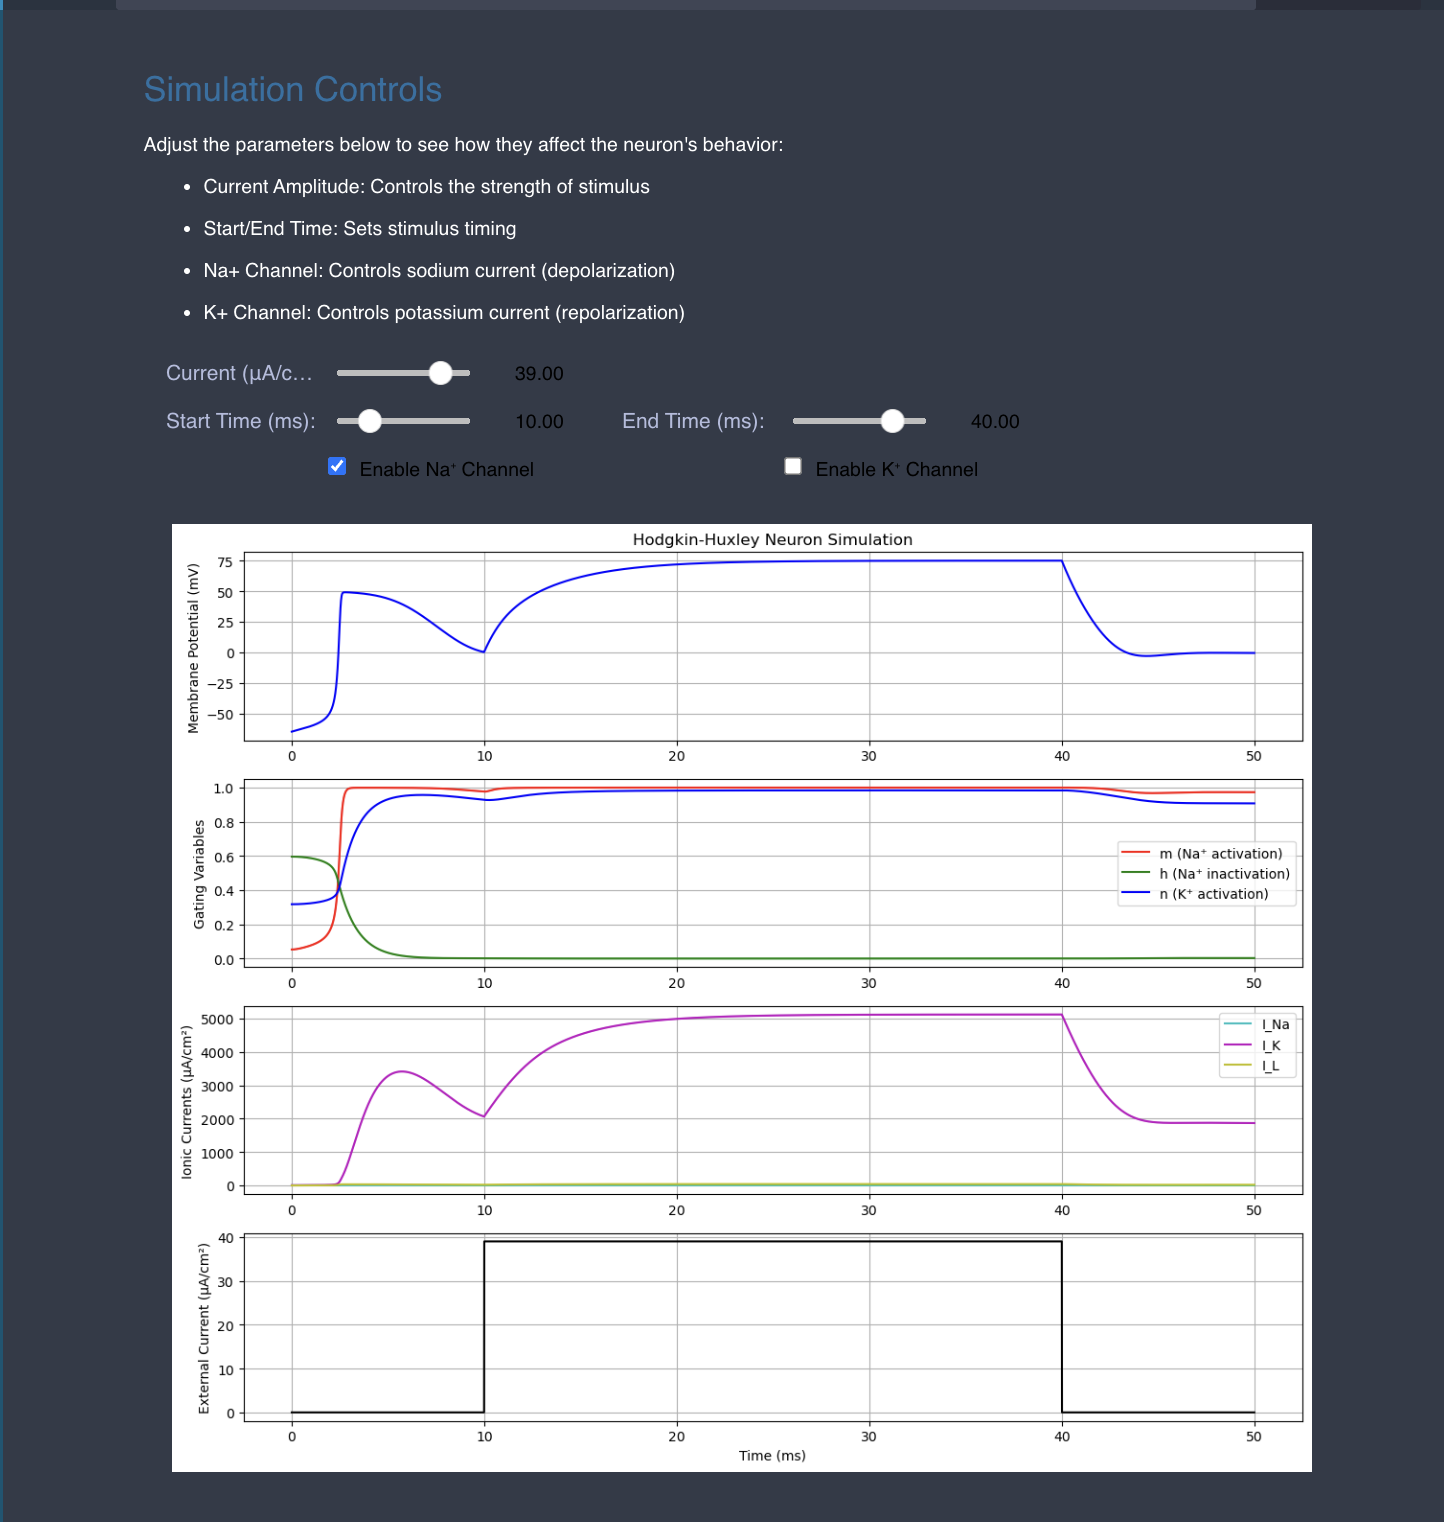 Simulation Controls
Adjust the parameters below to see how they affect the neuron's behavior:
• Current Amplitude: Controls the strength of stimulus
• Start/End Time: Sets stimulus timing
• Na+ Channel: Controls sodium current (depolarization)
• K+ Channel: Controls potassium current (repolarization)
Current (µA/c… 39.00
Start Time (ms): 10.00 End Time (ms): 40.00
Enable Na⁺ Channel Enable K⁺ Channel
Hodgkin-Huxley Neuron Simulation
Membrane Potential (mV)
75
50
25
0
−25
−50
0 10 20 30 40 50
Gating Variables
1.0
0.8
0.6
0.4
0.2
0.0
m (Na⁺ activation)
h (Na⁺ inactivation)
n (K⁺ activation)
0 10 20 30 40 50
Ionic Currents (µA/cm²)
5000
4000
3000
2000
1000
0
I_Na
I_K
I_L
0 10 20 30 40 50
External Current (µA/cm²)
40
30
20
10
0
0 10 20 30 40 50
Time (ms)